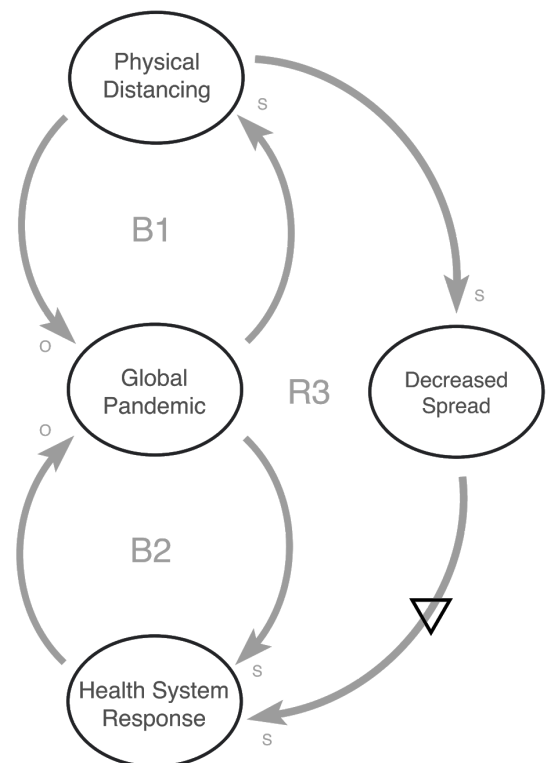 Physical
Distancing
S
B1
S
O
Global
Pandemic
R3
Decreased
Spread
O
B2
S
Health System
Response
S